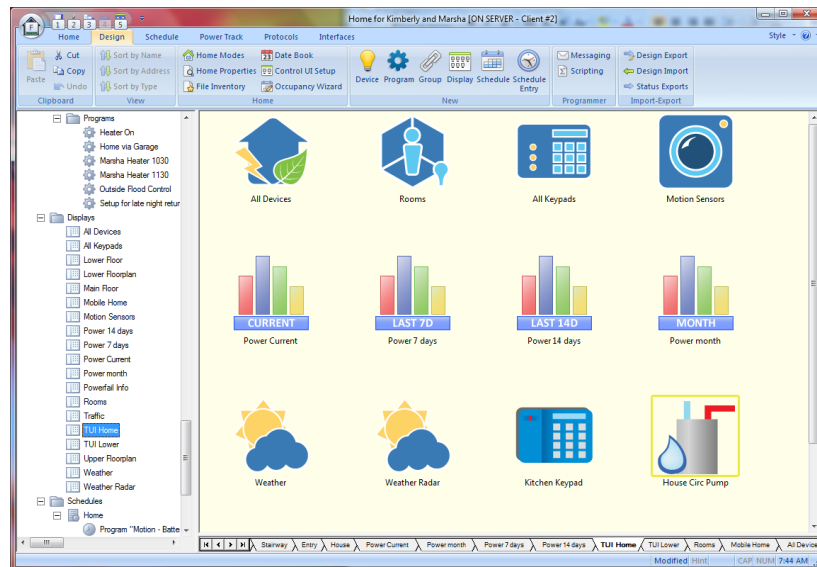 Home for Kimberly and Marsha [ON SERVER - Client #2]
F
1 2 3 4 5
Home Design Schedule Power Track Protocols Interfaces Style
Cut Sort by Name Home Modes Date Book Messaging Design Export
Copy Sort by Address Home Properties Control UI Setup Scripting Design Import
Paste Undo Sort by Type File Inventory Occupancy Wizard Device Program Group Display Schedule Schedule Entry Status Exports
Clipboard View Home New Programmer Import-Export
Programs
Heater On
Home via Garage
Marsha Heater 1030
Marsha Heater 1130
Outside Flood Control
Setup for late night retur
Displays
All Devices
All Keypads
Lower Floor
Lower Floorplan
Main Floor
Mobile Home
Motion Sensors
Power 14 days
Power 7 days
Power Current
Power month
Powerfail Info
Rooms
Traffic
TUI Home
TUI Lower
Upper Floorplan
Weather
Weather Radar
Schedules
Home
Program "Motion - Batte
All Devices Rooms All Keypads Motion Sensors
CURRENT LAST 7D LAST 14D MONTH
Power Current Power 7 days Power 14 days Power month
Weather Weather Radar Kitchen Keypad House Circ Pump
Stairway Entry House Power Current Power month Power 7 days Power 14 days TUI Home TUI Lower Rooms Mobile Home All Device
Modified Hint CAP NUM 7:44 AM